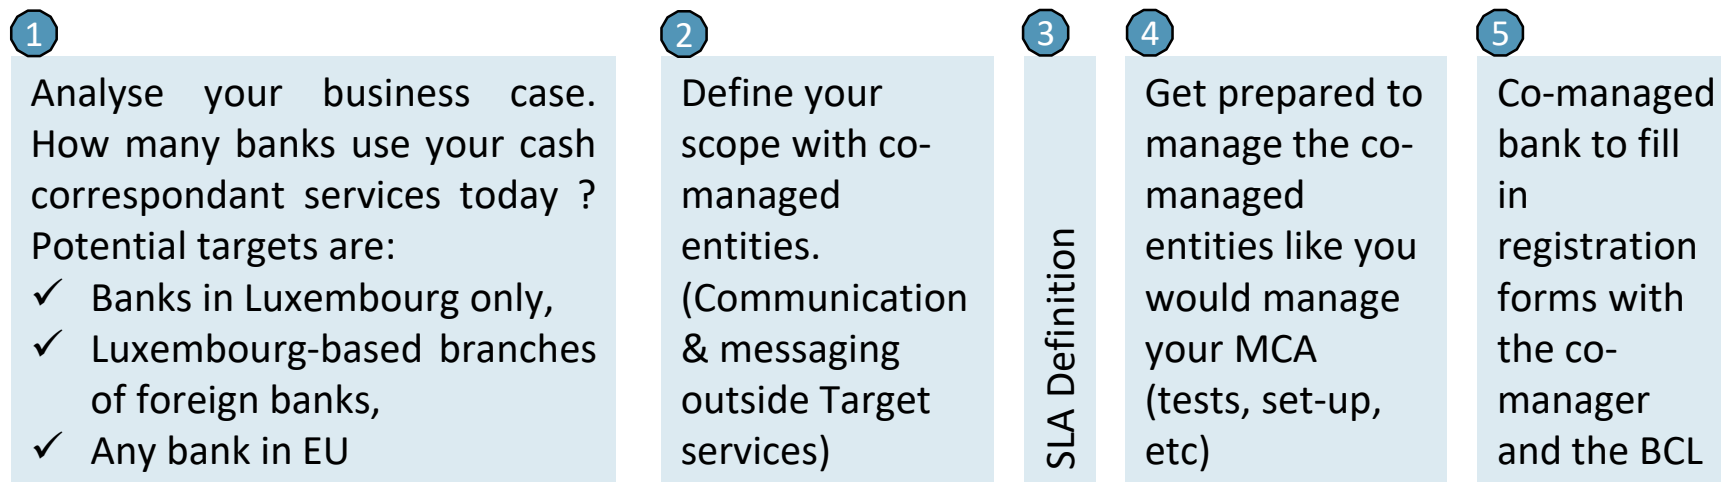 1
Analyse your business case.
How many banks use your cash
correspondant services today ?
Potential targets are:
✓ Banks in Luxembourg only,
✓ Luxembourg-based branches
of foreign banks,
✓ Any bank in EU
2
Define your
scope with co-
managed
entities.
(Communication
& messaging
outside Target
services)
3
SLA Definition
4
Get prepared to
manage the co-
managed
entities like you
would manage
your MCA
(tests, set-up,
etc)
5
Co-managed
bank to fill
in
registration
forms with
the co-
manager
and the BCL